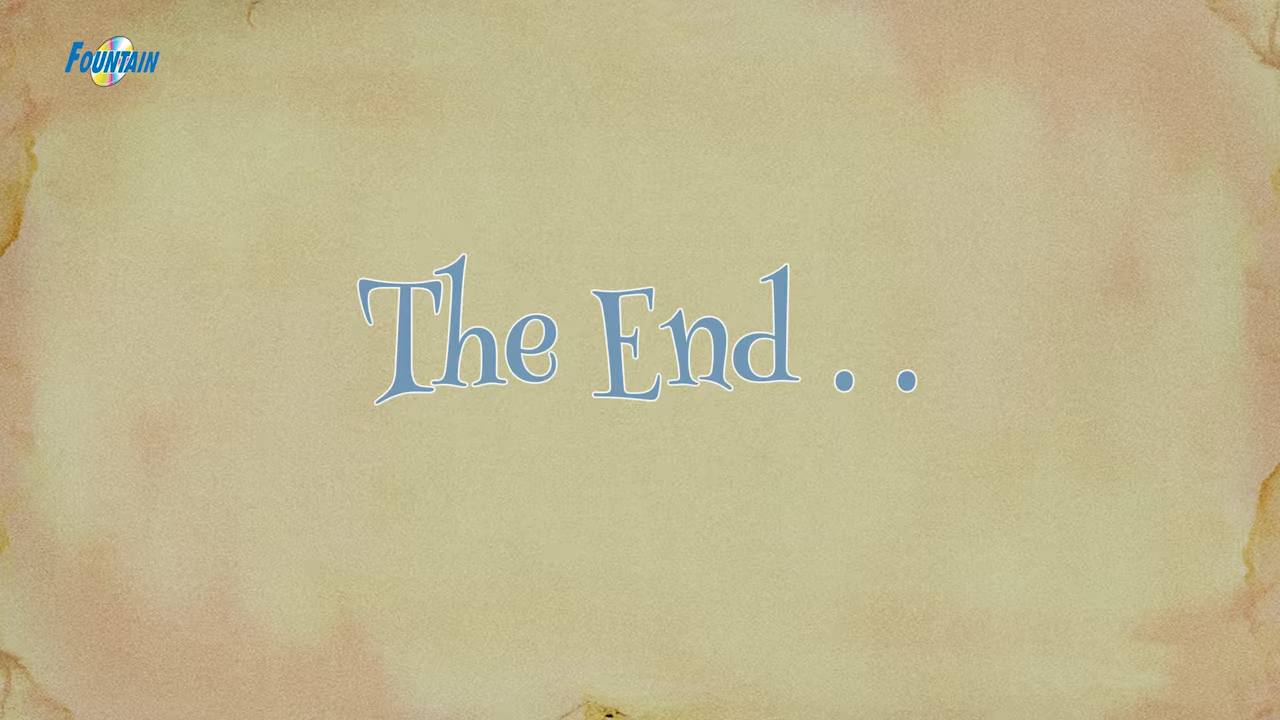 FOUNTAIN
The End . .